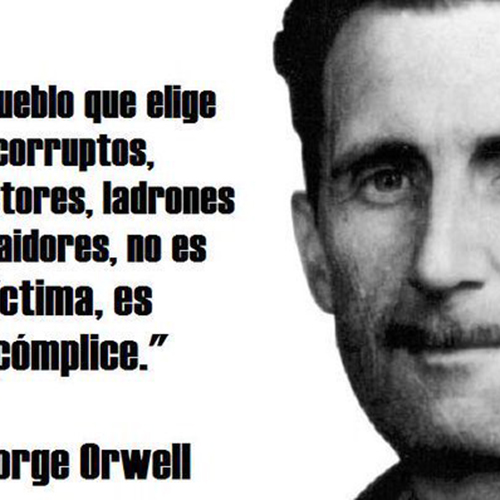 ueblo que elige
corruptos,
tores, ladrones
aidores, no es
ctima, es
cómplice.”
orge Orwell